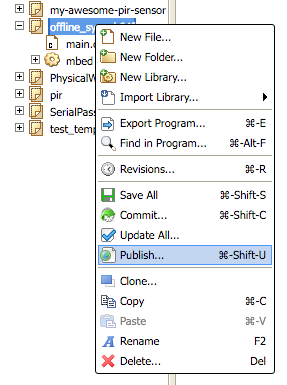 my-awesome-pir-sensor
main.
mbed
PhysicalW
pir
SerialPas
test_temp
New File...
New Folder...
New Library...
Import Library...
Export Program... ⌘-E
Find in Program... ⌘-Alt-F
Revisions... ⌘-R
Save All ⌘-Shift-S
Commit... ⌘-Shift-C
Update All...
Publish... ⌘-Shift-U
Clone...
Copy ⌘-C
Paste ⌘-V
Rename F2
Delete... Del